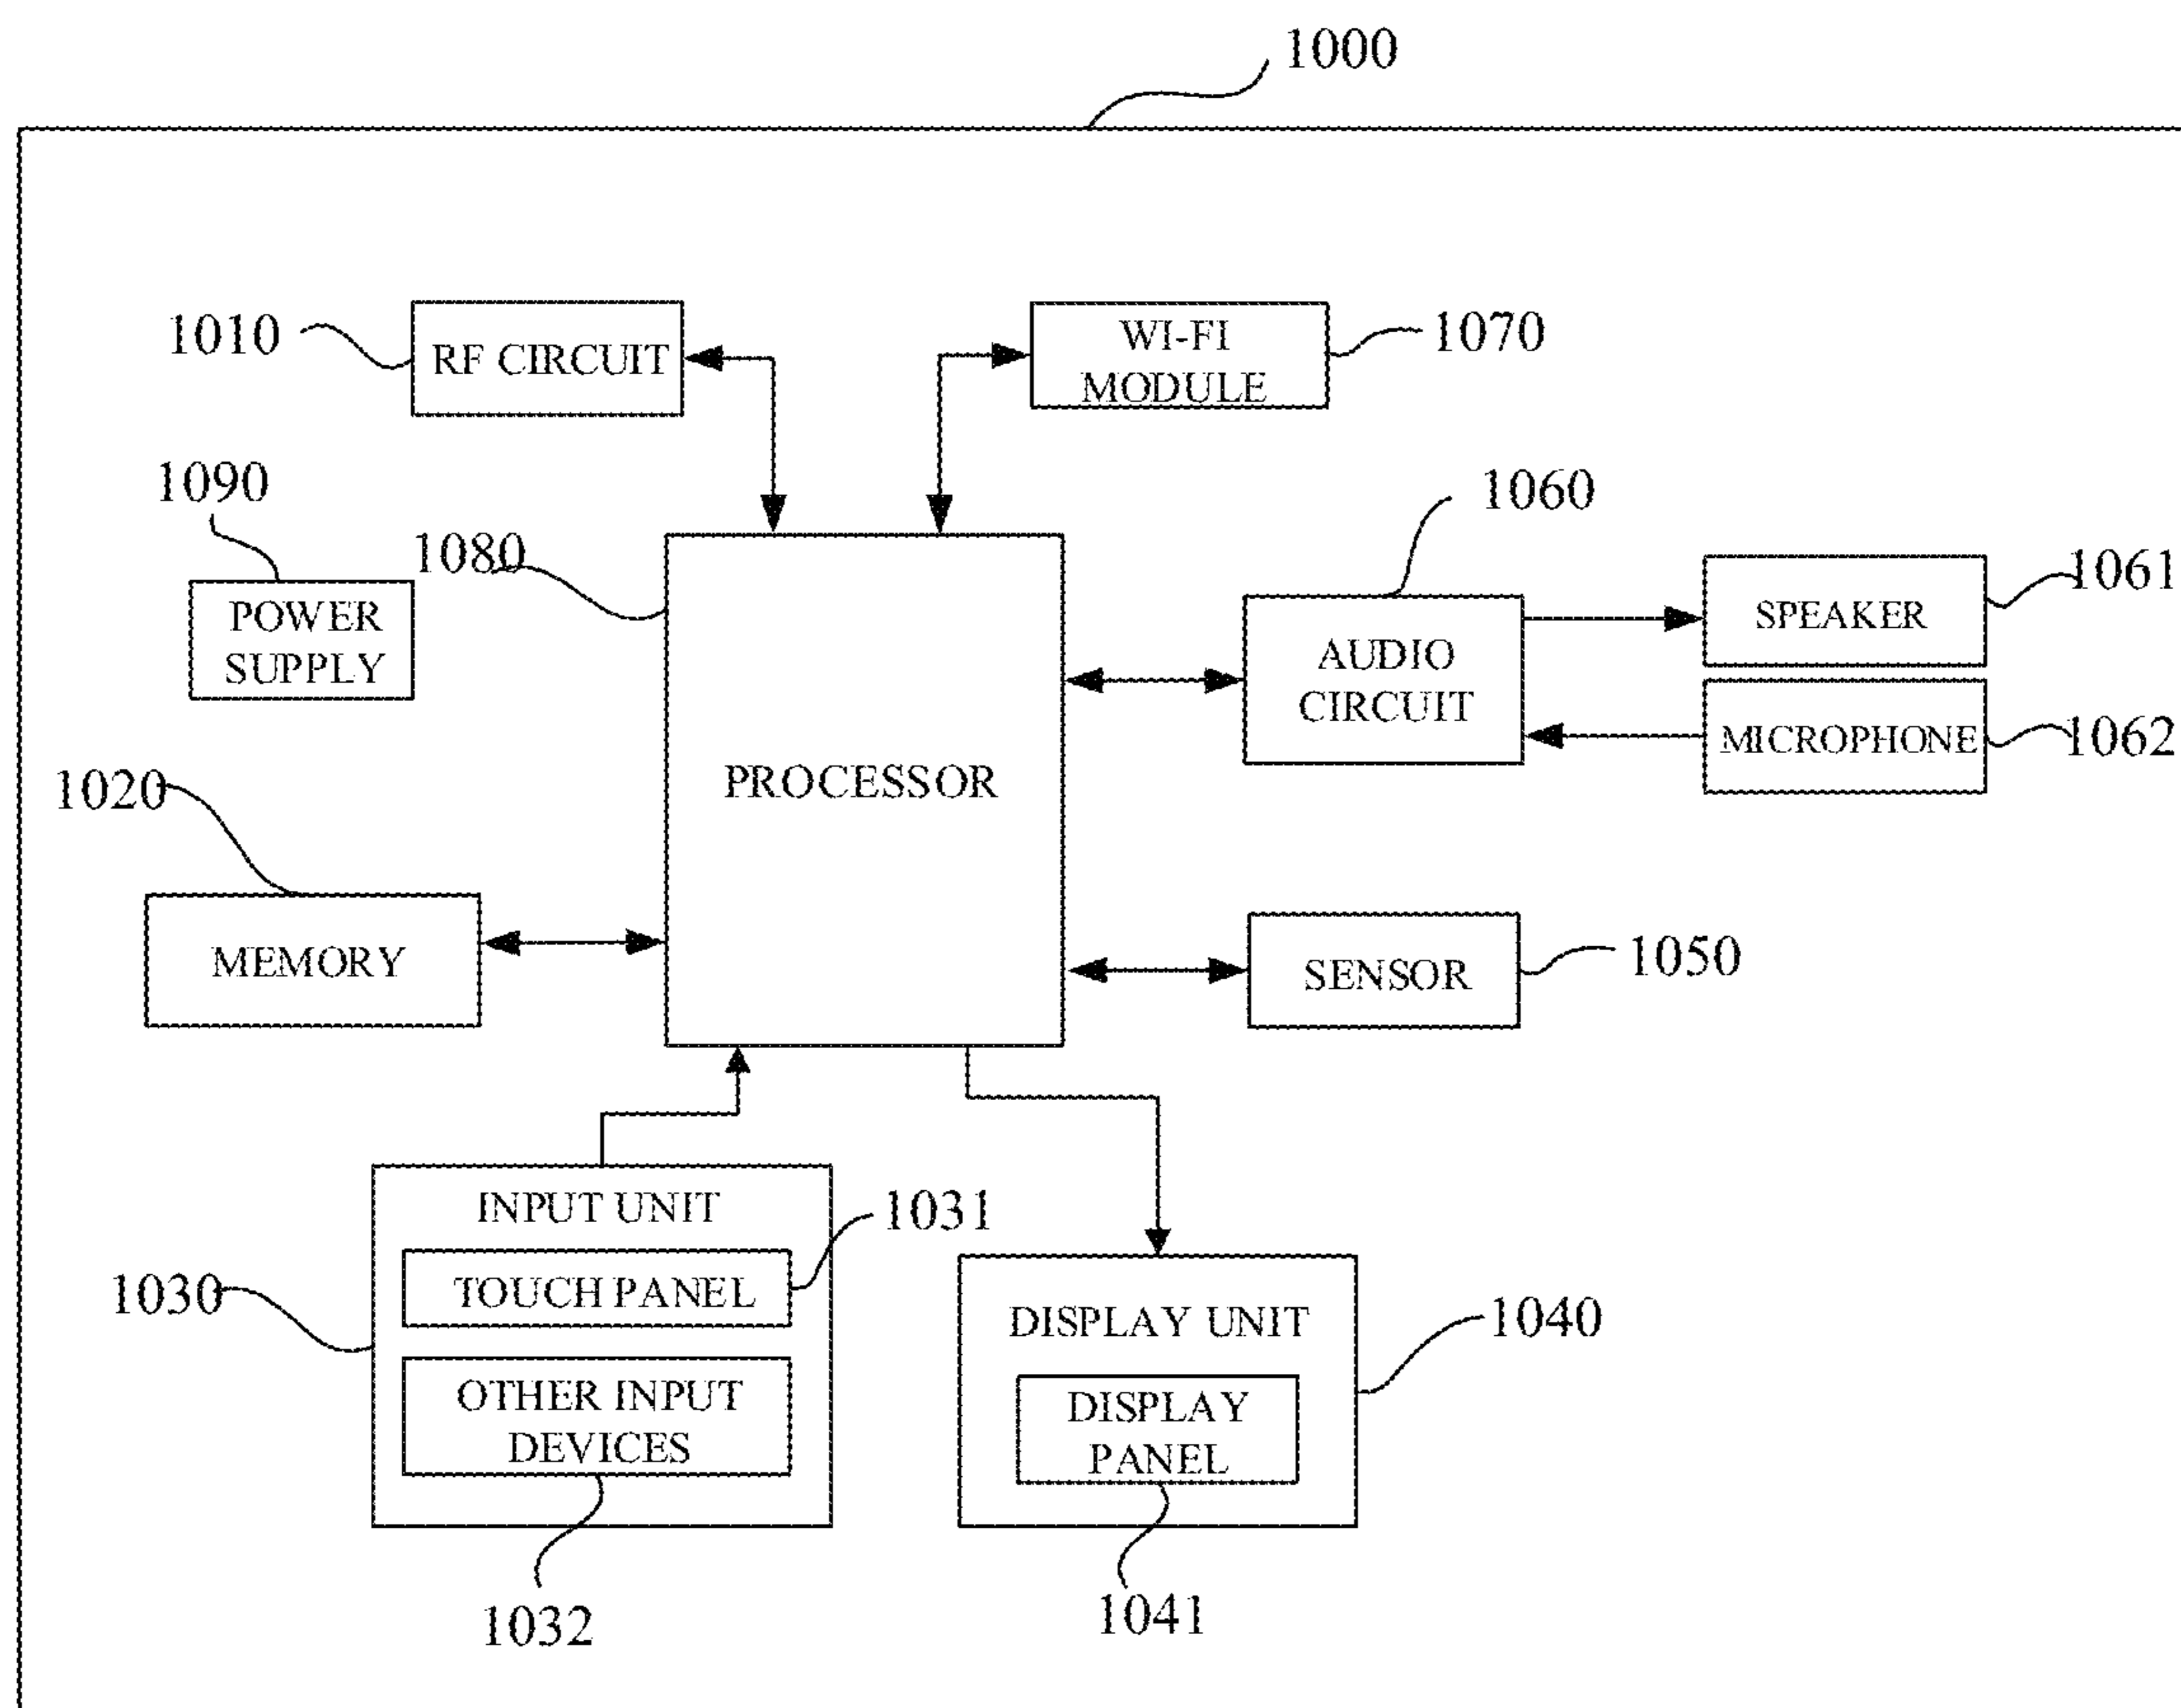 1000
1010
RF CIRCUIT
WI-FI
MODULE
1070
1090
1080
1060
1061
POWER
SUPPLY
AUDIO
CIRCUIT
SPEAKER
MICROPHONE
1062
PROCESSOR
1020
MEMORY
SENSOR
1050
INPUT UNIT
1031
TOUCH PANEL
1030
DISPLAY UNIT
1040
OTHER INPUT
DEVICES
DISPLAY
PANEL
1032
1041